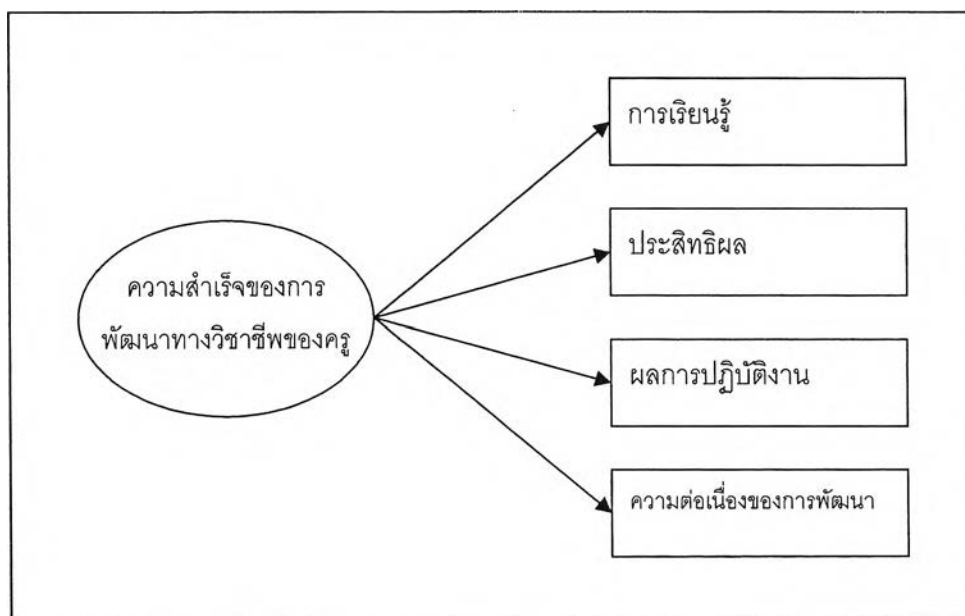 ความสำเร็จของการ
พัฒนาทางวิชาชีพของครู
การเรียนรู้
ประสิทธิผล
ผลการปฏิบัติงาน
ความต่อเนื่องของการพัฒนา